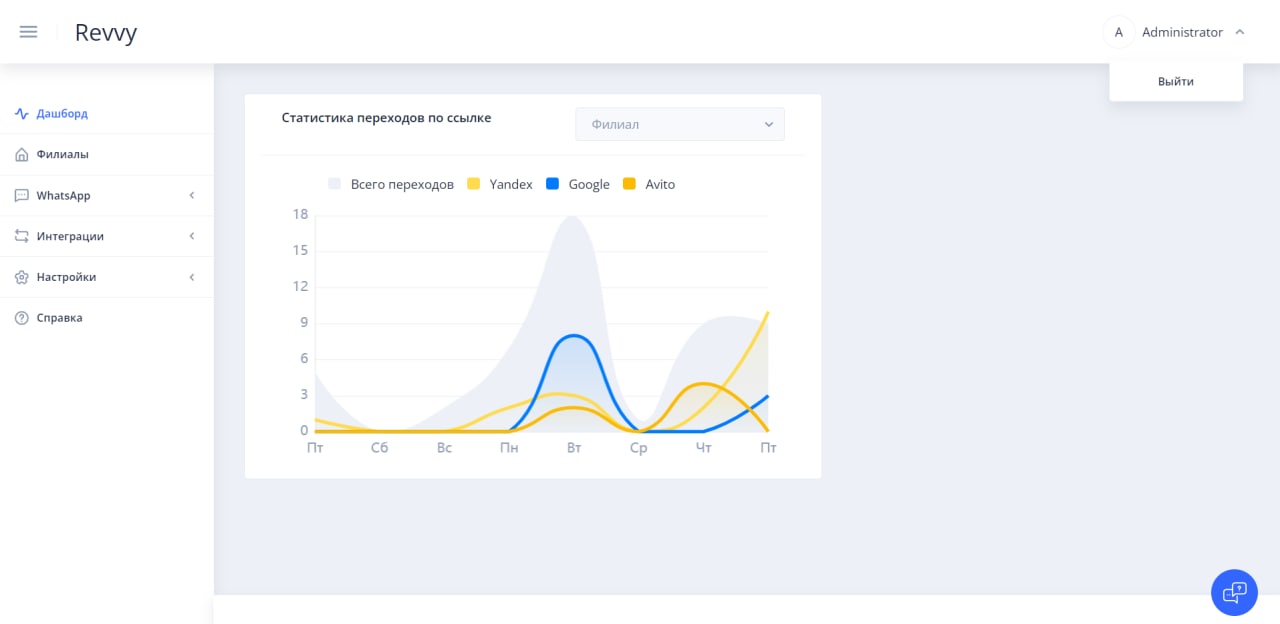 Revvy
A Administrator
Выйти
Дашборд
Филиалы
WhatsApp
Интеграции
Настройки
Справка
Статистика переходов по ссылке
Филиал
Всего переходов Yandex Google Avito
18
15
12
9
6
3
0
Пт Сб Вс Пн Вт Ср Чт Пт